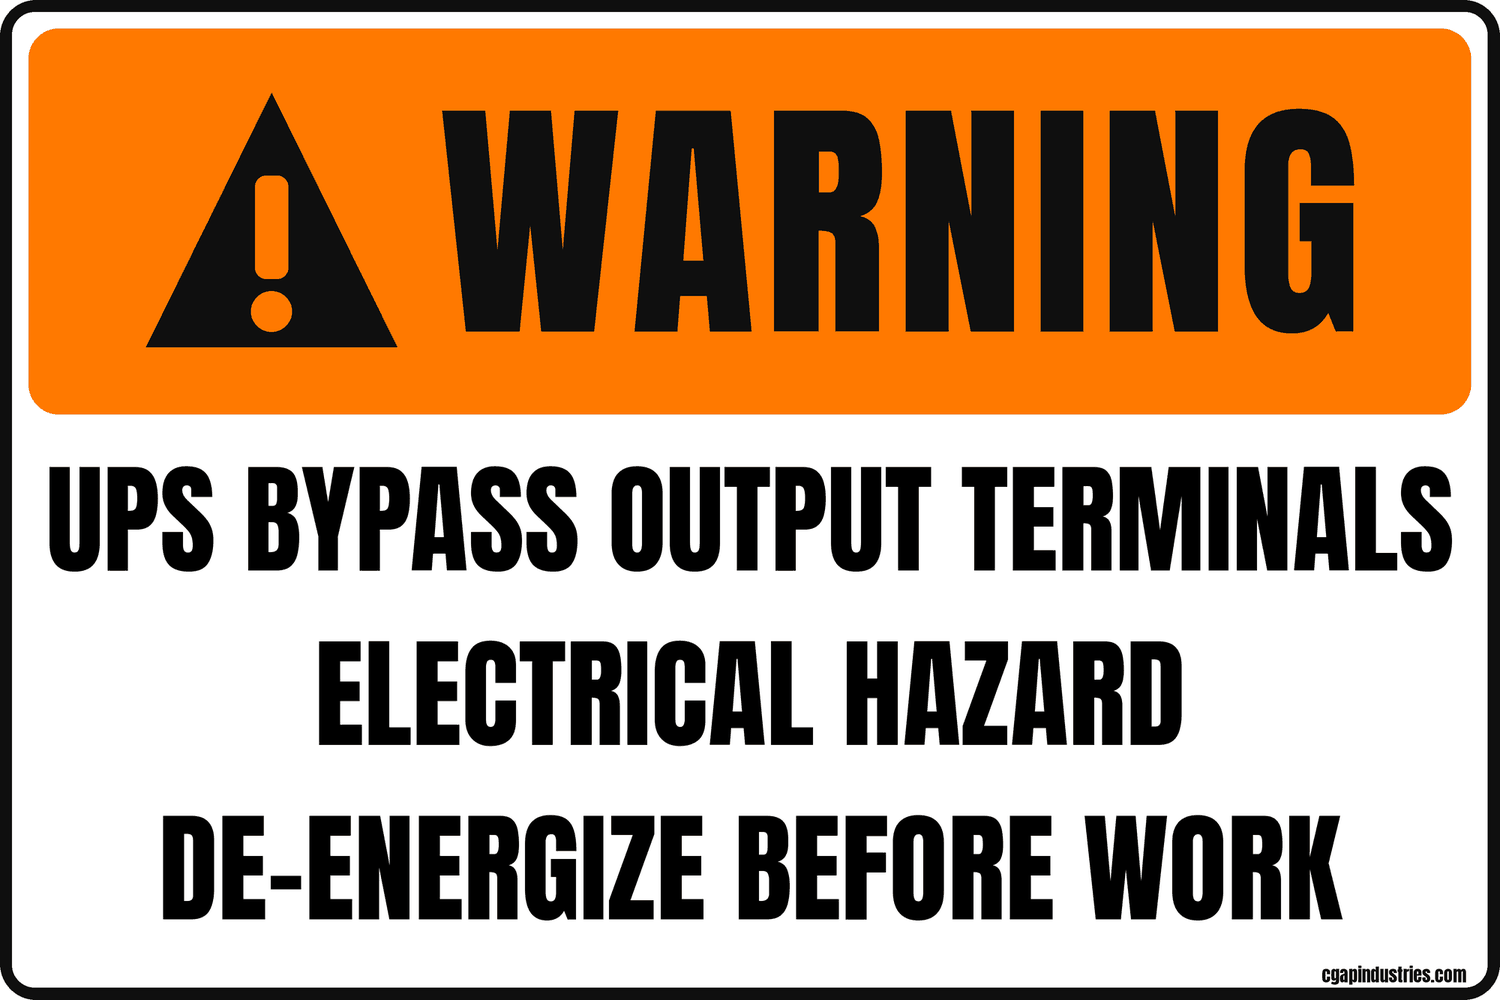 WARNING
UPS BYPASS OUTPUT TERMINALS
ELECTRICAL HAZARD
DE-ENERGIZE BEFORE WORK
cgapindustries.com